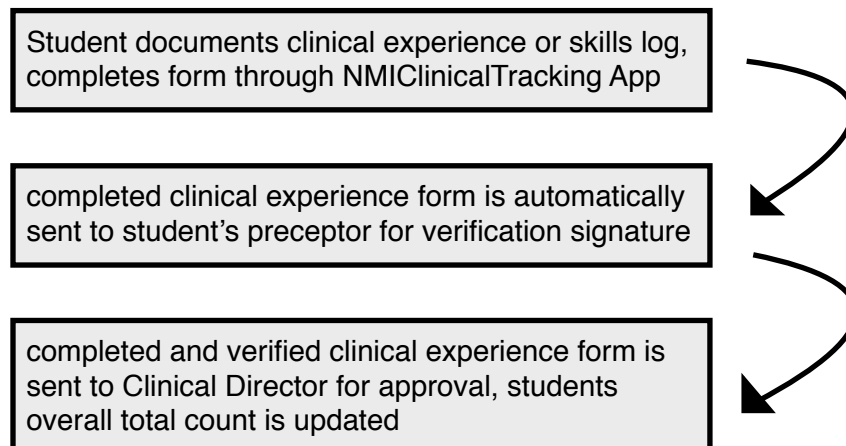 Student documents clinical experience or skills log,
completes form through NMIClinicalTracking App
completed clinical experience form is automatically
sent to student’s preceptor for verification signature
completed and verified clinical experience form is
sent to Clinical Director for approval, students
overall total count is updated